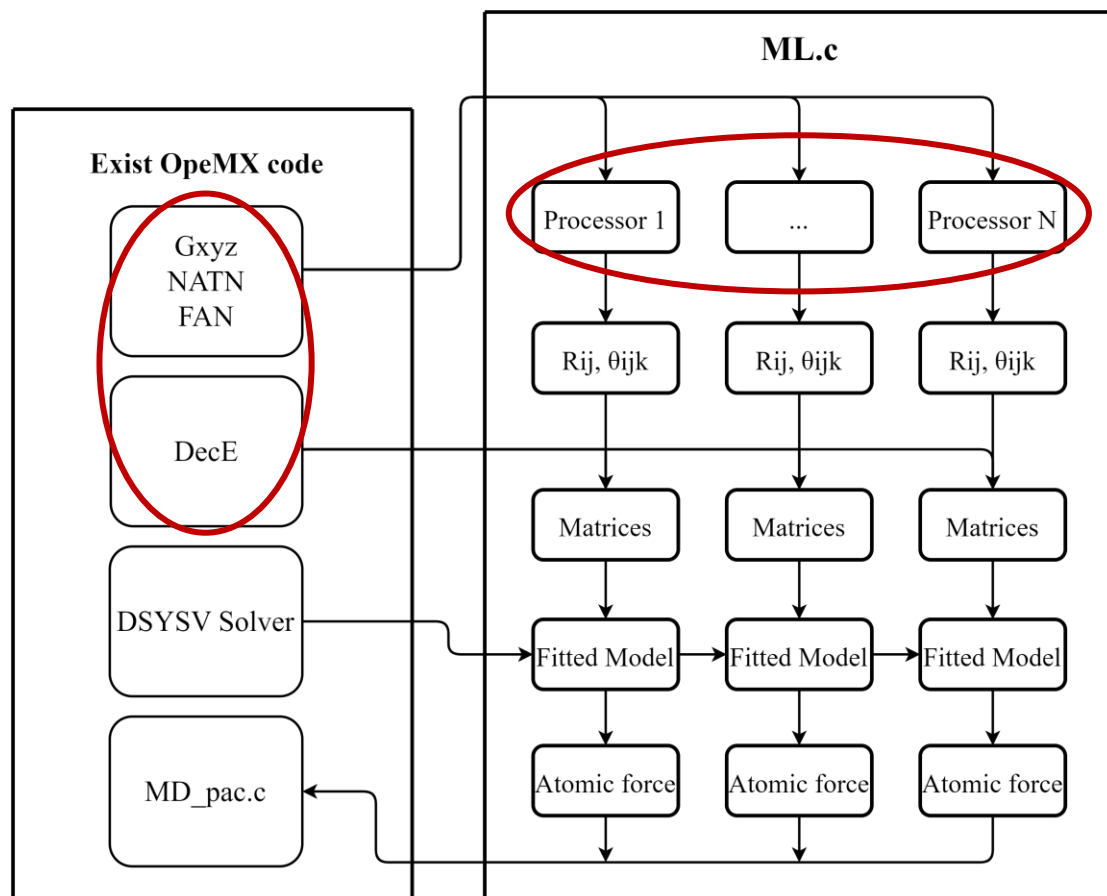 ML.c
Exist OpeMX code
Gxyz
NATN
FAN
DecE
DSYSV Solver
MD_pac.c
Processor 1
...
Processor N
Rij, θijk
Rij, θijk
Rij, θijk
Matrices
Matrices
Matrices
Fitted Model
Fitted Model
Fitted Model
Atomic force
Atomic force
Atomic force